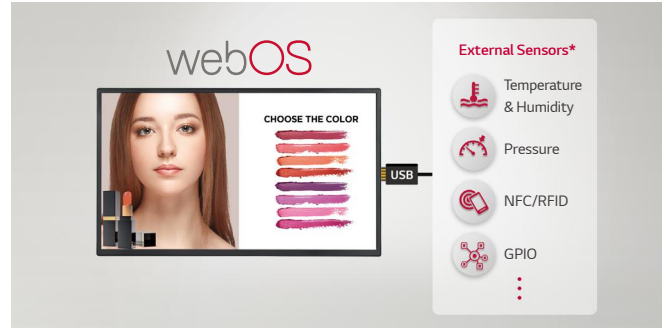 webOS
External Sensors*
Temperature
& Humidity
CHOOSE THE COLOR
Pressure
USB
NFC/RFID
GPIO